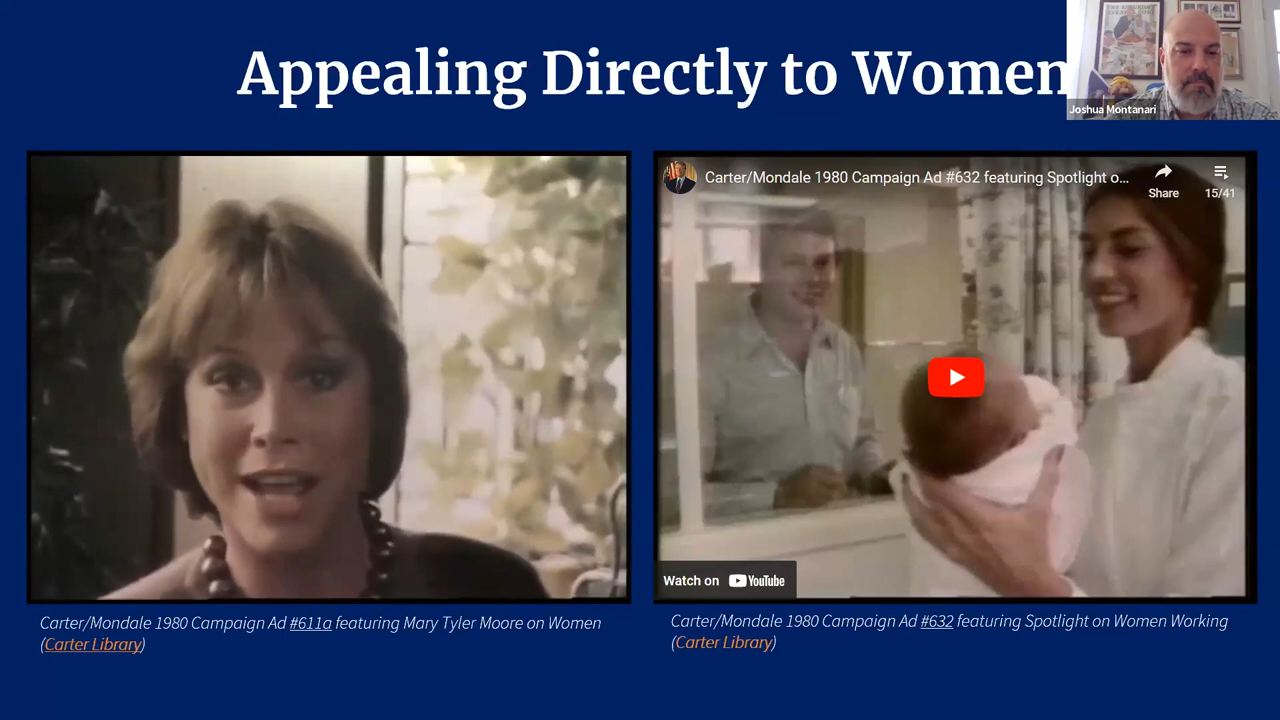 Appealing Directly to Women
Joshua Montanari
Carter/Mondale 1980 Campaign Ad #632 featuring Spotlight o...
Share
15/41
Watch on YouTube
Carter/Mondale 1980 Campaign Ad #611a featuring Mary Tyler Moore on Women
(Carter Library)
Carter/Mondale 1980 Campaign Ad #632 featuring Spotlight on Women Working
(Carter Library)